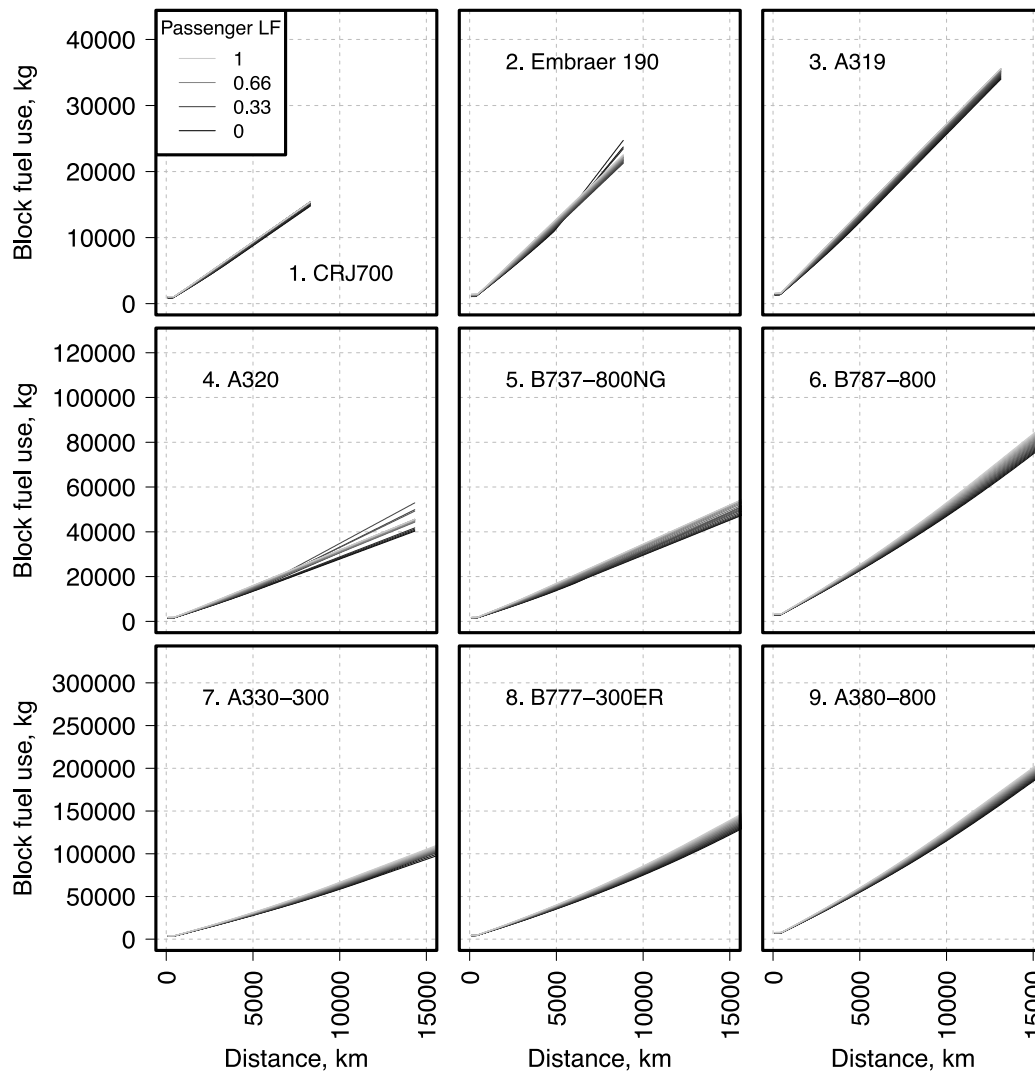 Passenger LF
1
0.66
0.33
0
40000
30000
20000
10000
0
Block fuel use, kg
1. CRJ700
2. Embraer 190
3. A319
120000
100000
80000
60000
40000
20000
0
Block fuel use, kg
4. A320
5. B737–800NG
6. B787–800
300000
250000
200000
150000
100000
50000
0
Block fuel use, kg
7. A330–300
8. B777–300ER
9. A380–800
0
5000
10000
15000
0
5000
10000
15000
0
5000
10000
15000
Distance, km
Distance, km
Distance, km